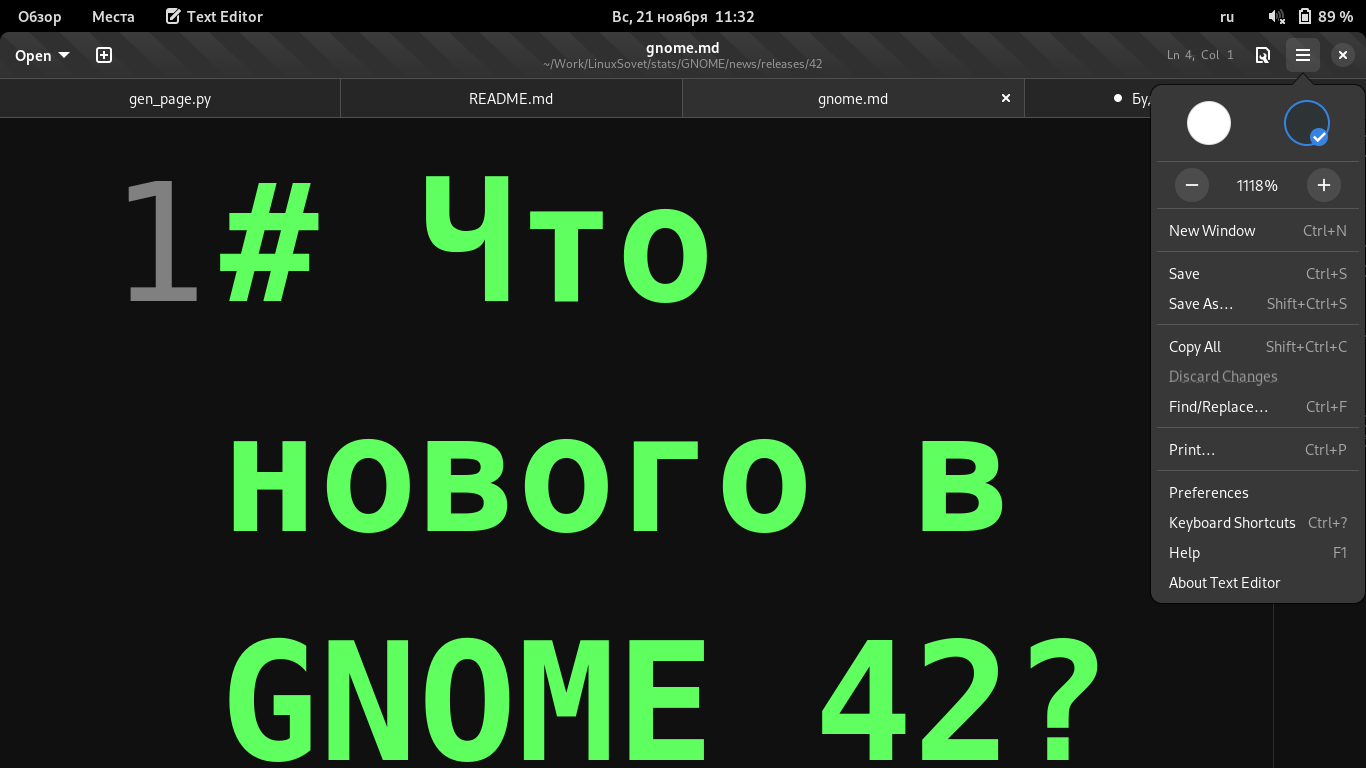 Обзор Места Text Editor Вс, 21 ноября 11:32 ru 89 %
Open gnome.md Ln 4, Col 1
~/Work/LinuxSovet/stats/GNOME/news/releases/42
gen_page.py README.md gnome.md
1118%
New Window Ctrl+N
Save Ctrl+S
Save As… Shift+Ctrl+S
Copy All Shift+Ctrl+C
Discard Changes
Find/Replace… Ctrl+F
Print… Ctrl+P
Preferences
Keyboard Shortcuts Ctrl+?
Help F1
About Text Editor
1 # Что
нового в
GNOME 42?